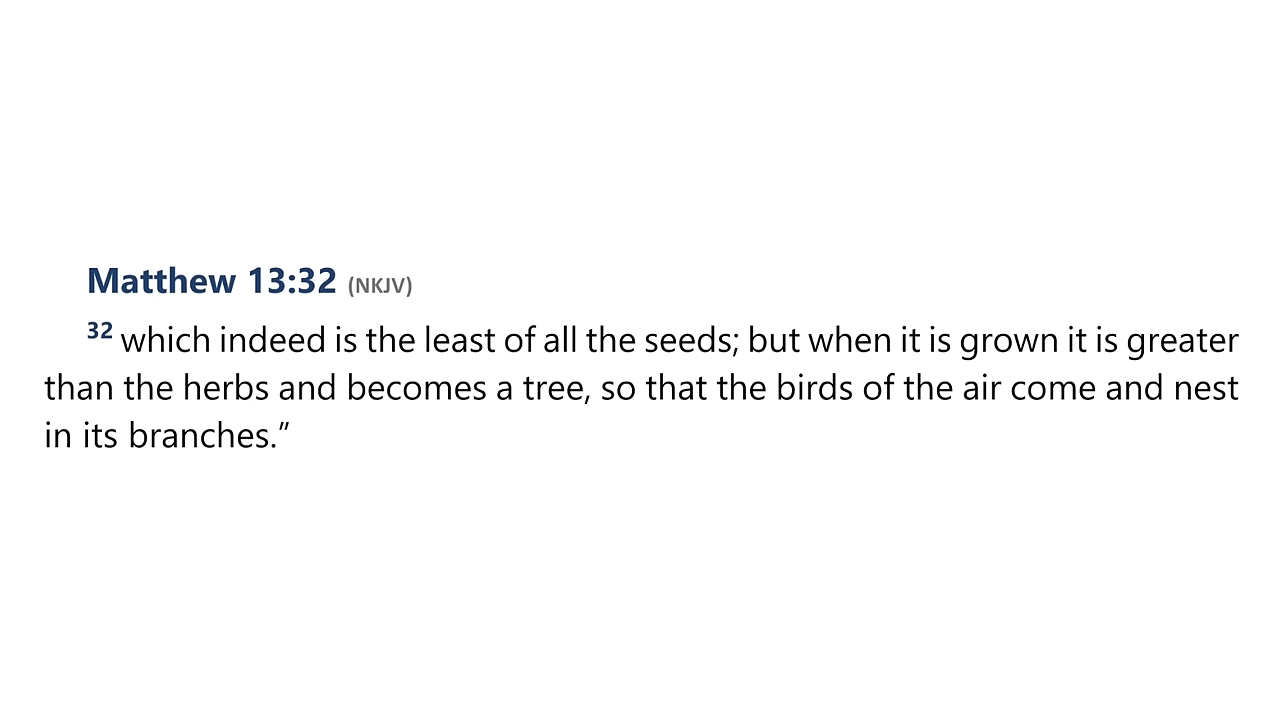 Matthew 13:32 (NKJV)
32 which indeed is the least of all the seeds; but when it is grown it is greater
than the herbs and becomes a tree, so that the birds of the air come and nest
in its branches.”